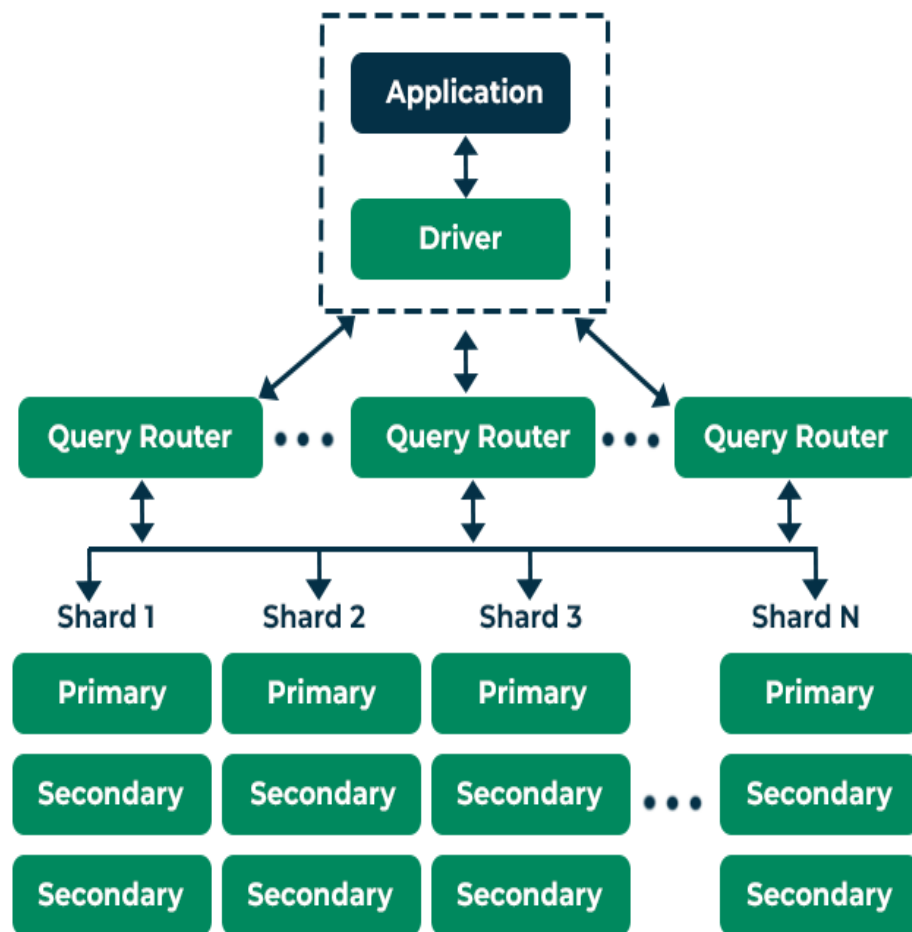 Application
Driver
Query Router
Query Router
Query Router
Shard 1
Shard 2
Shard 3
Shard N
Primary
Primary
Primary
Primary
Secondary
Secondary
Secondary
Secondary
Secondary
Secondary
Secondary
Secondary